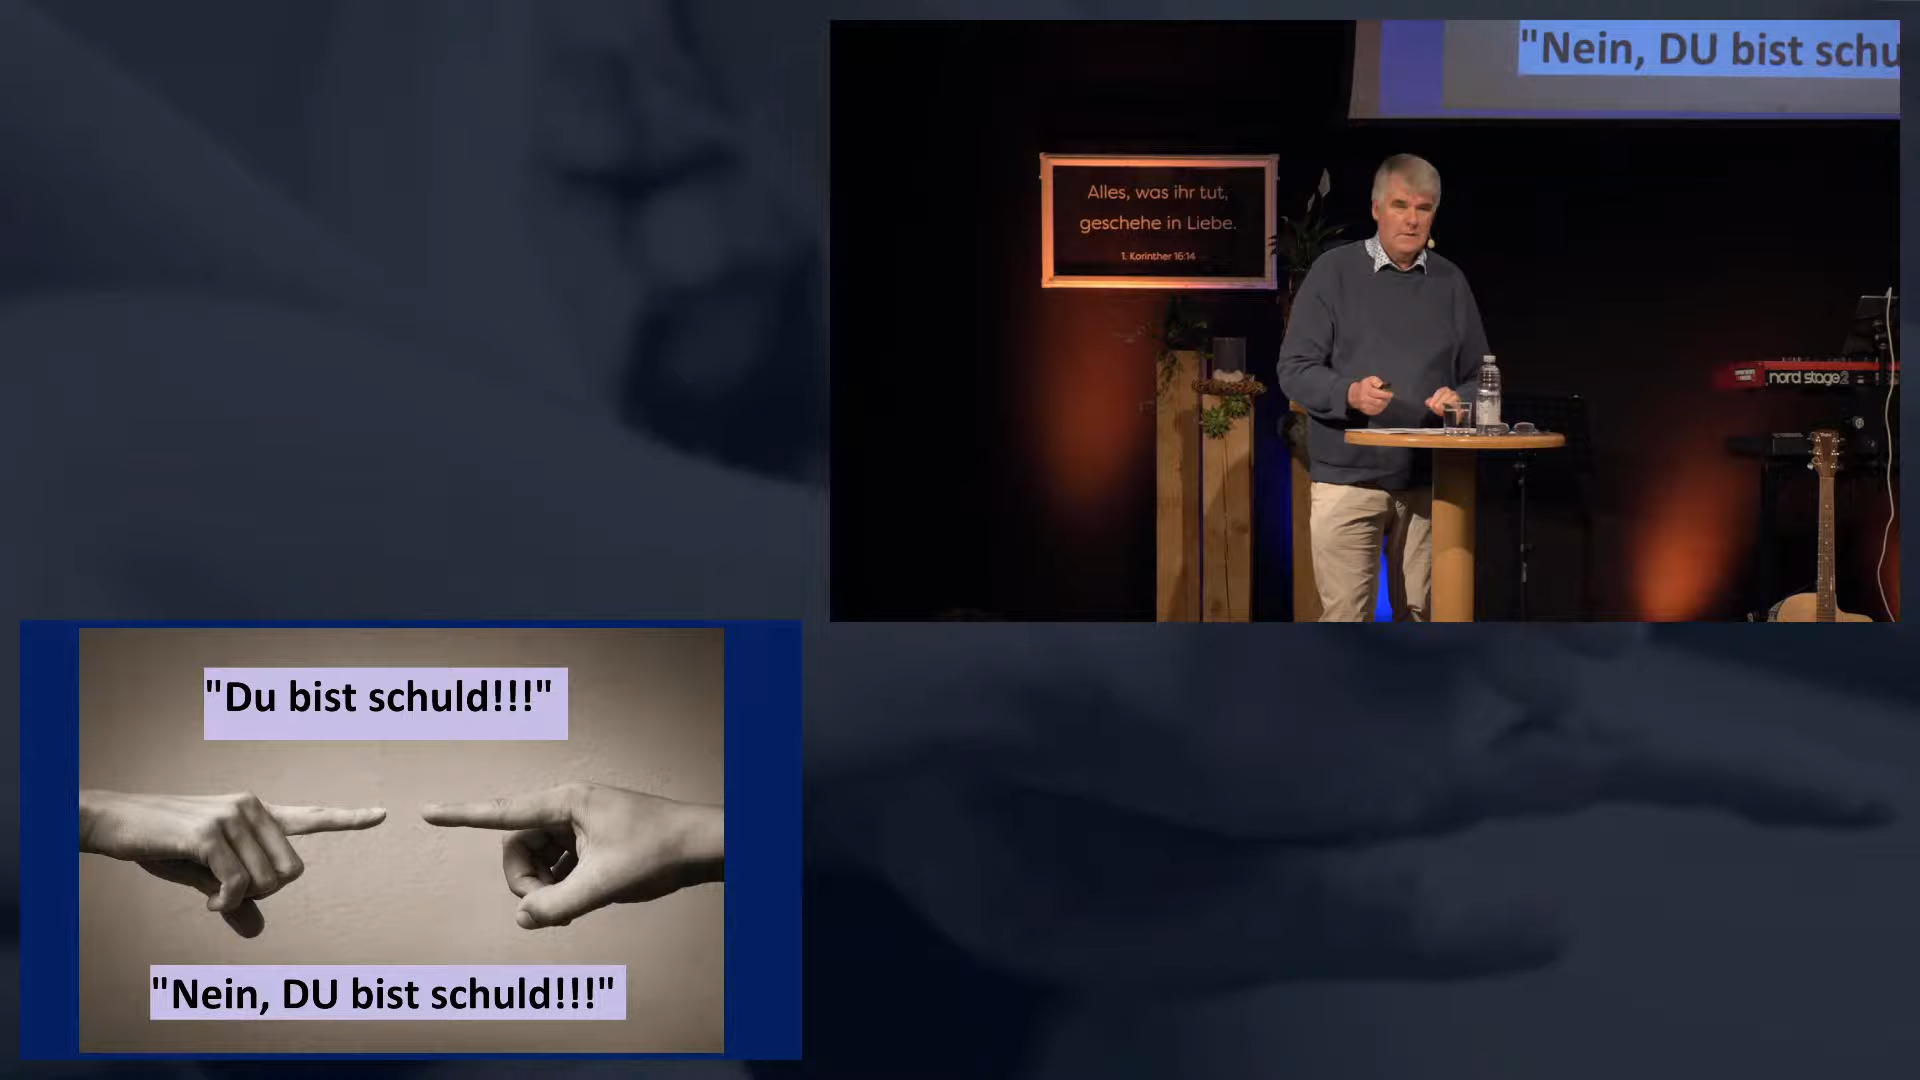 "Nein, DU bist schu
Alles, was ihr tut,
geschehe in Liebe.
1. Korinther 16:14
nord stage 2
"Du bist schuld!!!"
"Nein, DU bist schuld!!!"